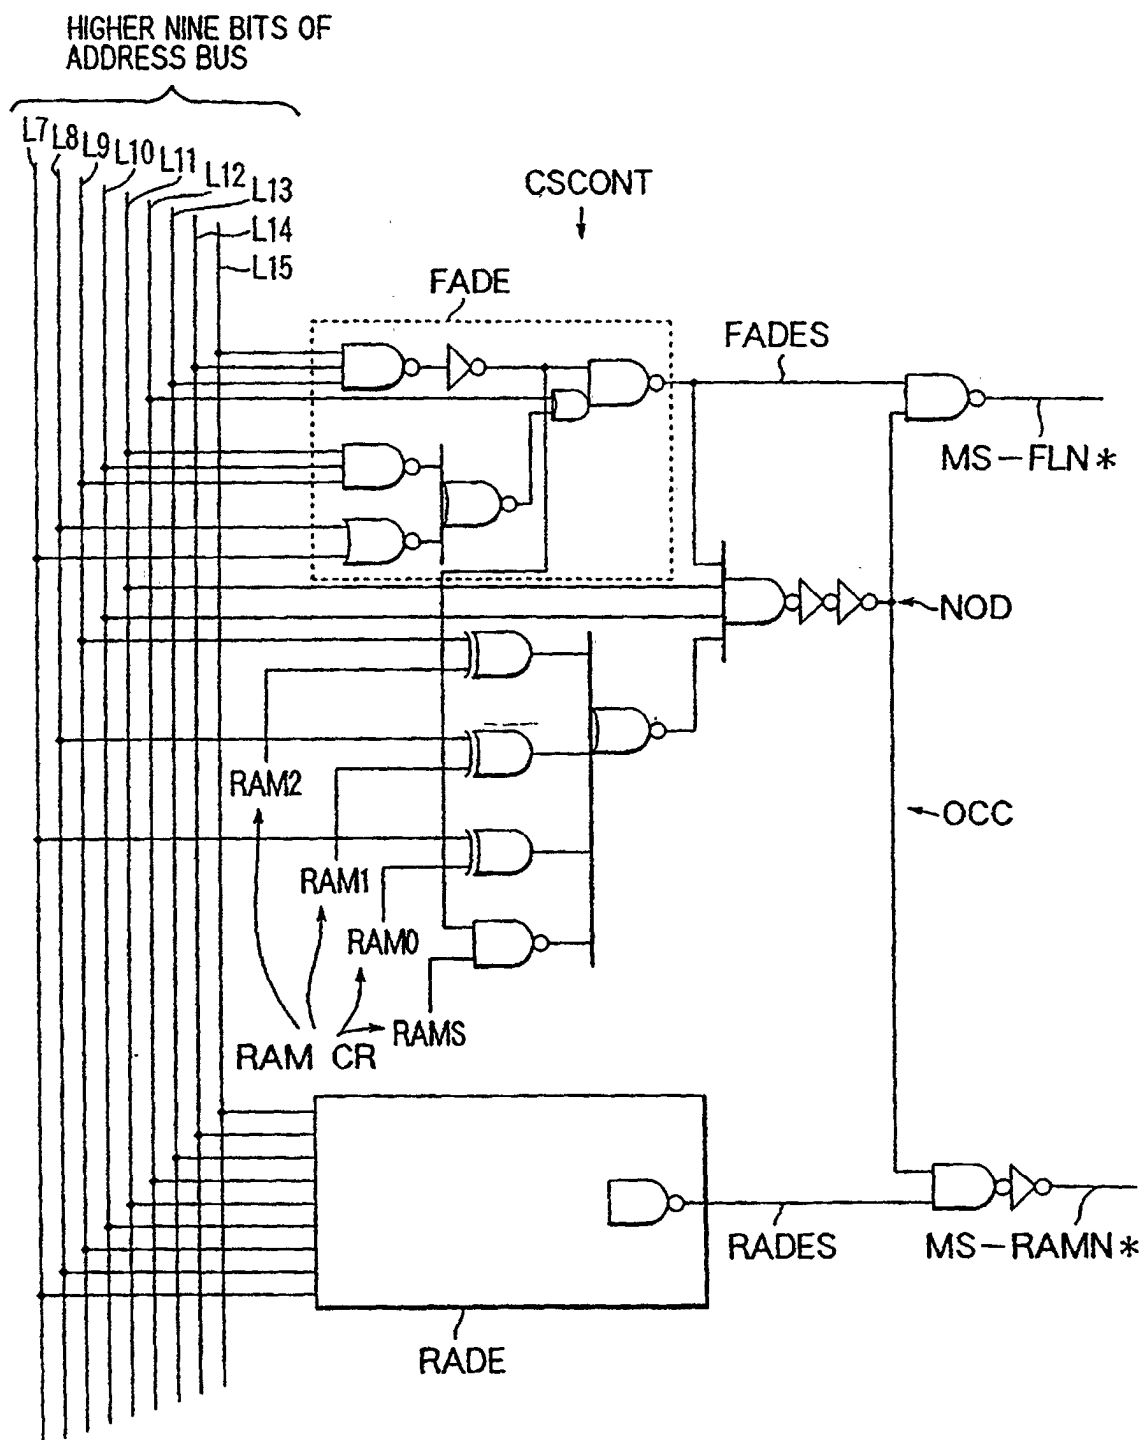 HIGHER NINE BITS OF
ADDRESS BUS
L7
L8
L9
L10
L11
L12
L13
L14
L15
CSCONT
FADE
FADES
MS-FLN*
NOD
RAM2
OCC
RAM1
RAM0
RAMS
RAM CR
RADES
MS-RAMN*
RADE